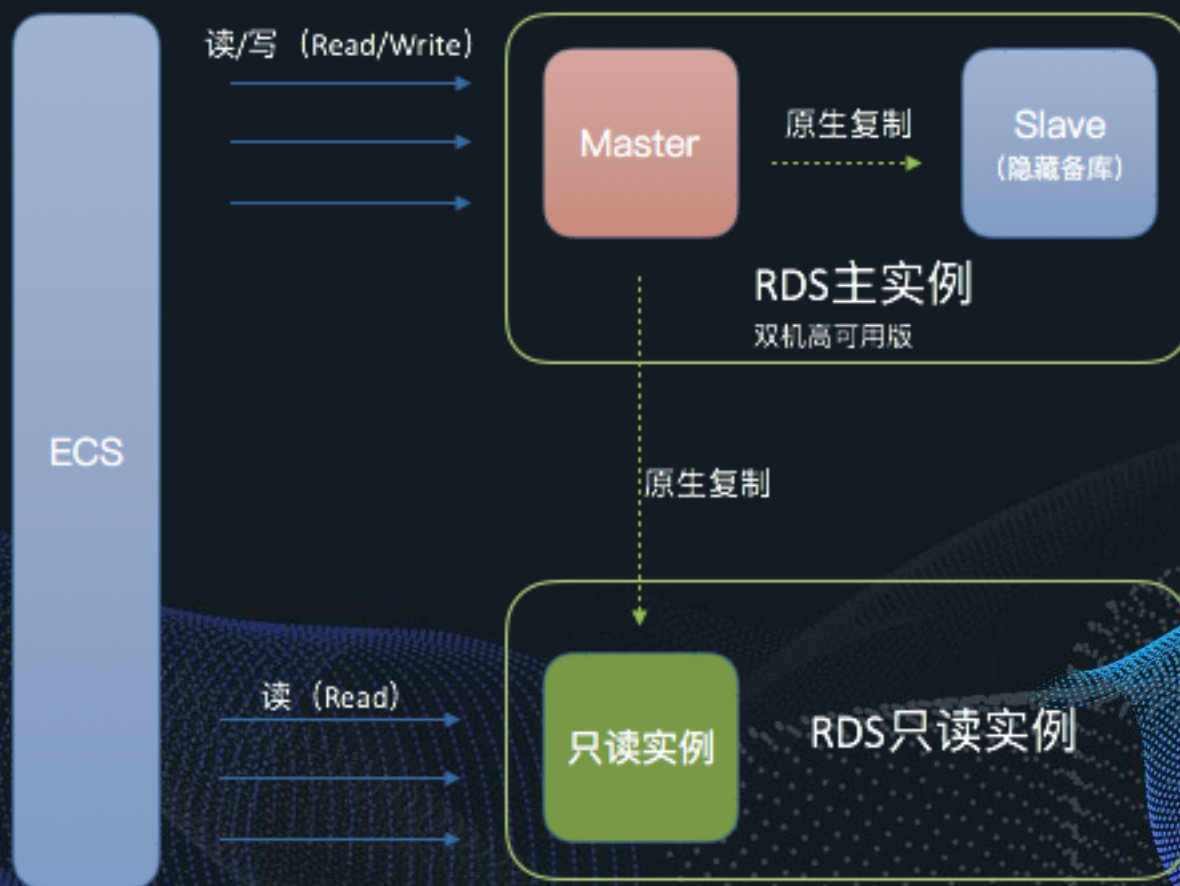 读/写（Read/Write）
Master
原生复制
Slave
（隐藏备库）
RDS主实例
双机高可用版
ECS
原生复制
读（Read）
只读实例
RDS只读实例